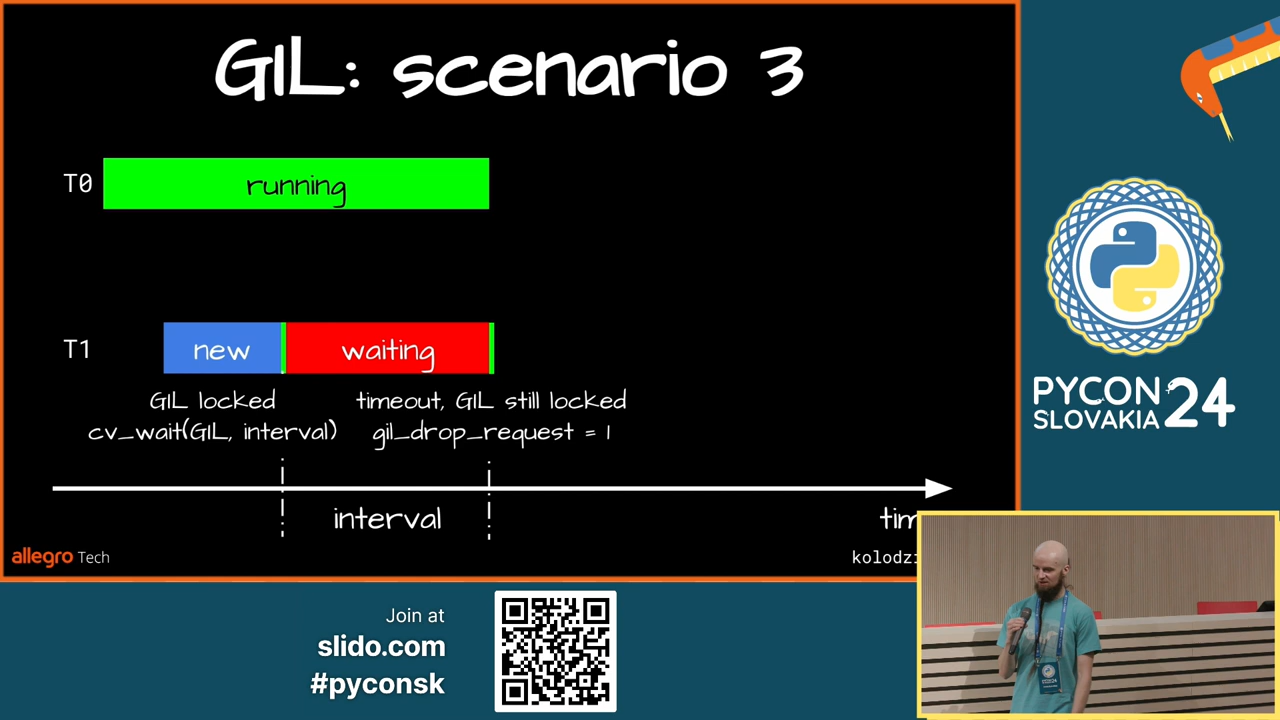 GIL: scenario 3
T0
running
T1
new
waiting
GIL locked
cv_wait(GIL, interval)
timeout, GIL still locked
gil_drop_request = 1
interval
allegro Tech
PYCON
SLOVAKIA
24
Join at
slido.com
#pyconsk